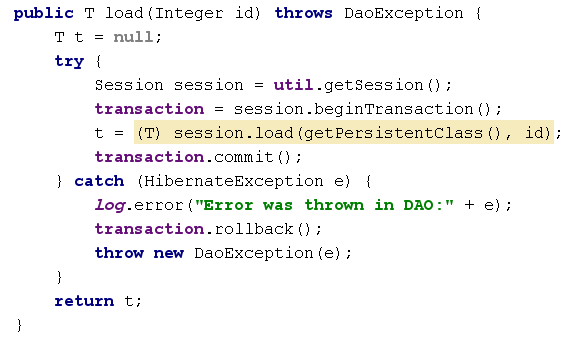 public T load(Integer id) throws DaoException {
    T t = null;
    try {
        Session session = util.getSession();
        transaction = session.beginTransaction();
        t = (T) session.load(getPersistentClass(), id);
        transaction.commit();
    } catch (HibernateException e) {
        log.error("Error was thrown in DAO:" + e);
        transaction.rollback();
        throw new DaoException(e);
    }
    return t;
}